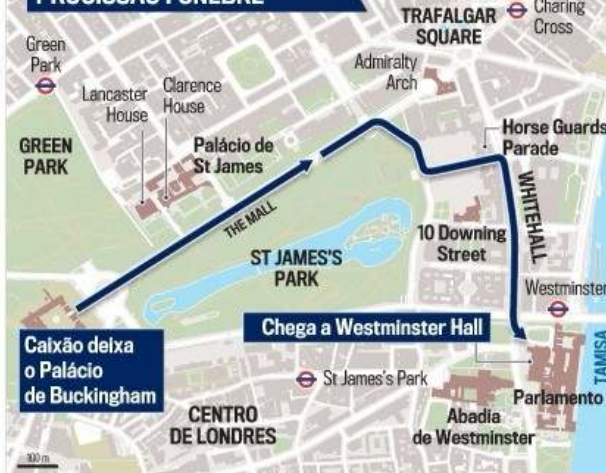 PROCISSÃO FÚNEBRE
TRAFALGAR
SQUARE
Charing
Cross
Green
Park
Admiralty
Arch
Lancaster
House
Clarence
House
GREEN
PARK
Palácio de
St James
Horse Guards
Parade
THE MALL
WHITEHALL
ST JAMES'S
PARK
10 Downing
Street
Westminster
Caixão deixa
o Palácio
de Buckingham
Chega a Westminster Hall
TAMISA
St James's Park
Parlamento
CENTRO
DE LONDRES
Abadia
de Westminster
100 m